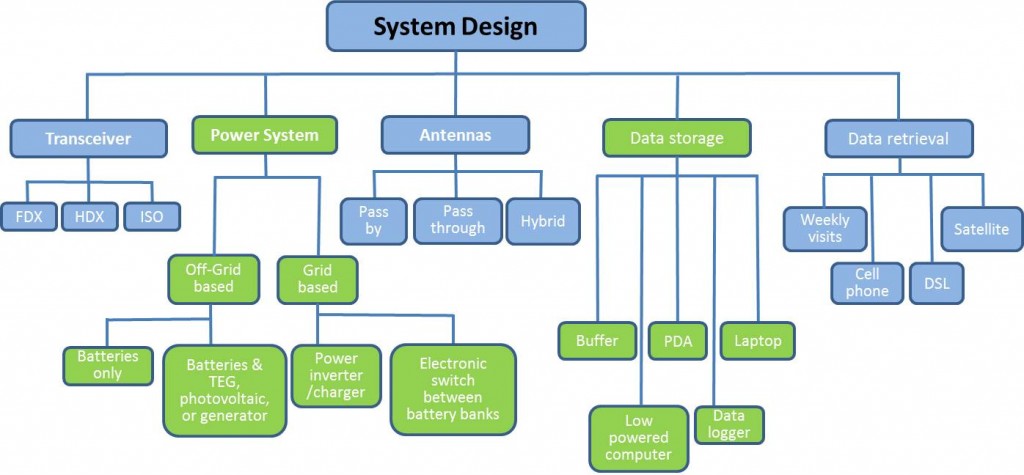 System Design
Transceiver
Power System
Antennas
Data storage
Data retrieval
FDX
HDX
ISO
Pass
by
Pass
through
Hybrid
Weekly
visits
Satellite
Cell
phone
DSL
Off-Grid
based
Grid
based
Buffer
PDA
Laptop
Batteries
only
Batteries &
TEG,
photovoltaic,
or generator
Power
inverter
/charger
Electronic
switch
between
battery banks
Low
powered
computer
Data
logger